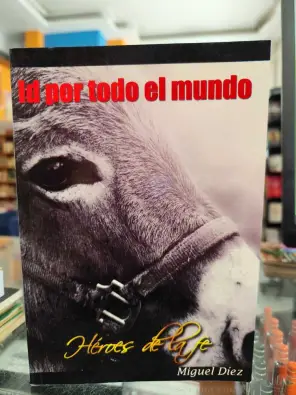 Id por todo el mundo
Héroes de la fe
Miguel Díez